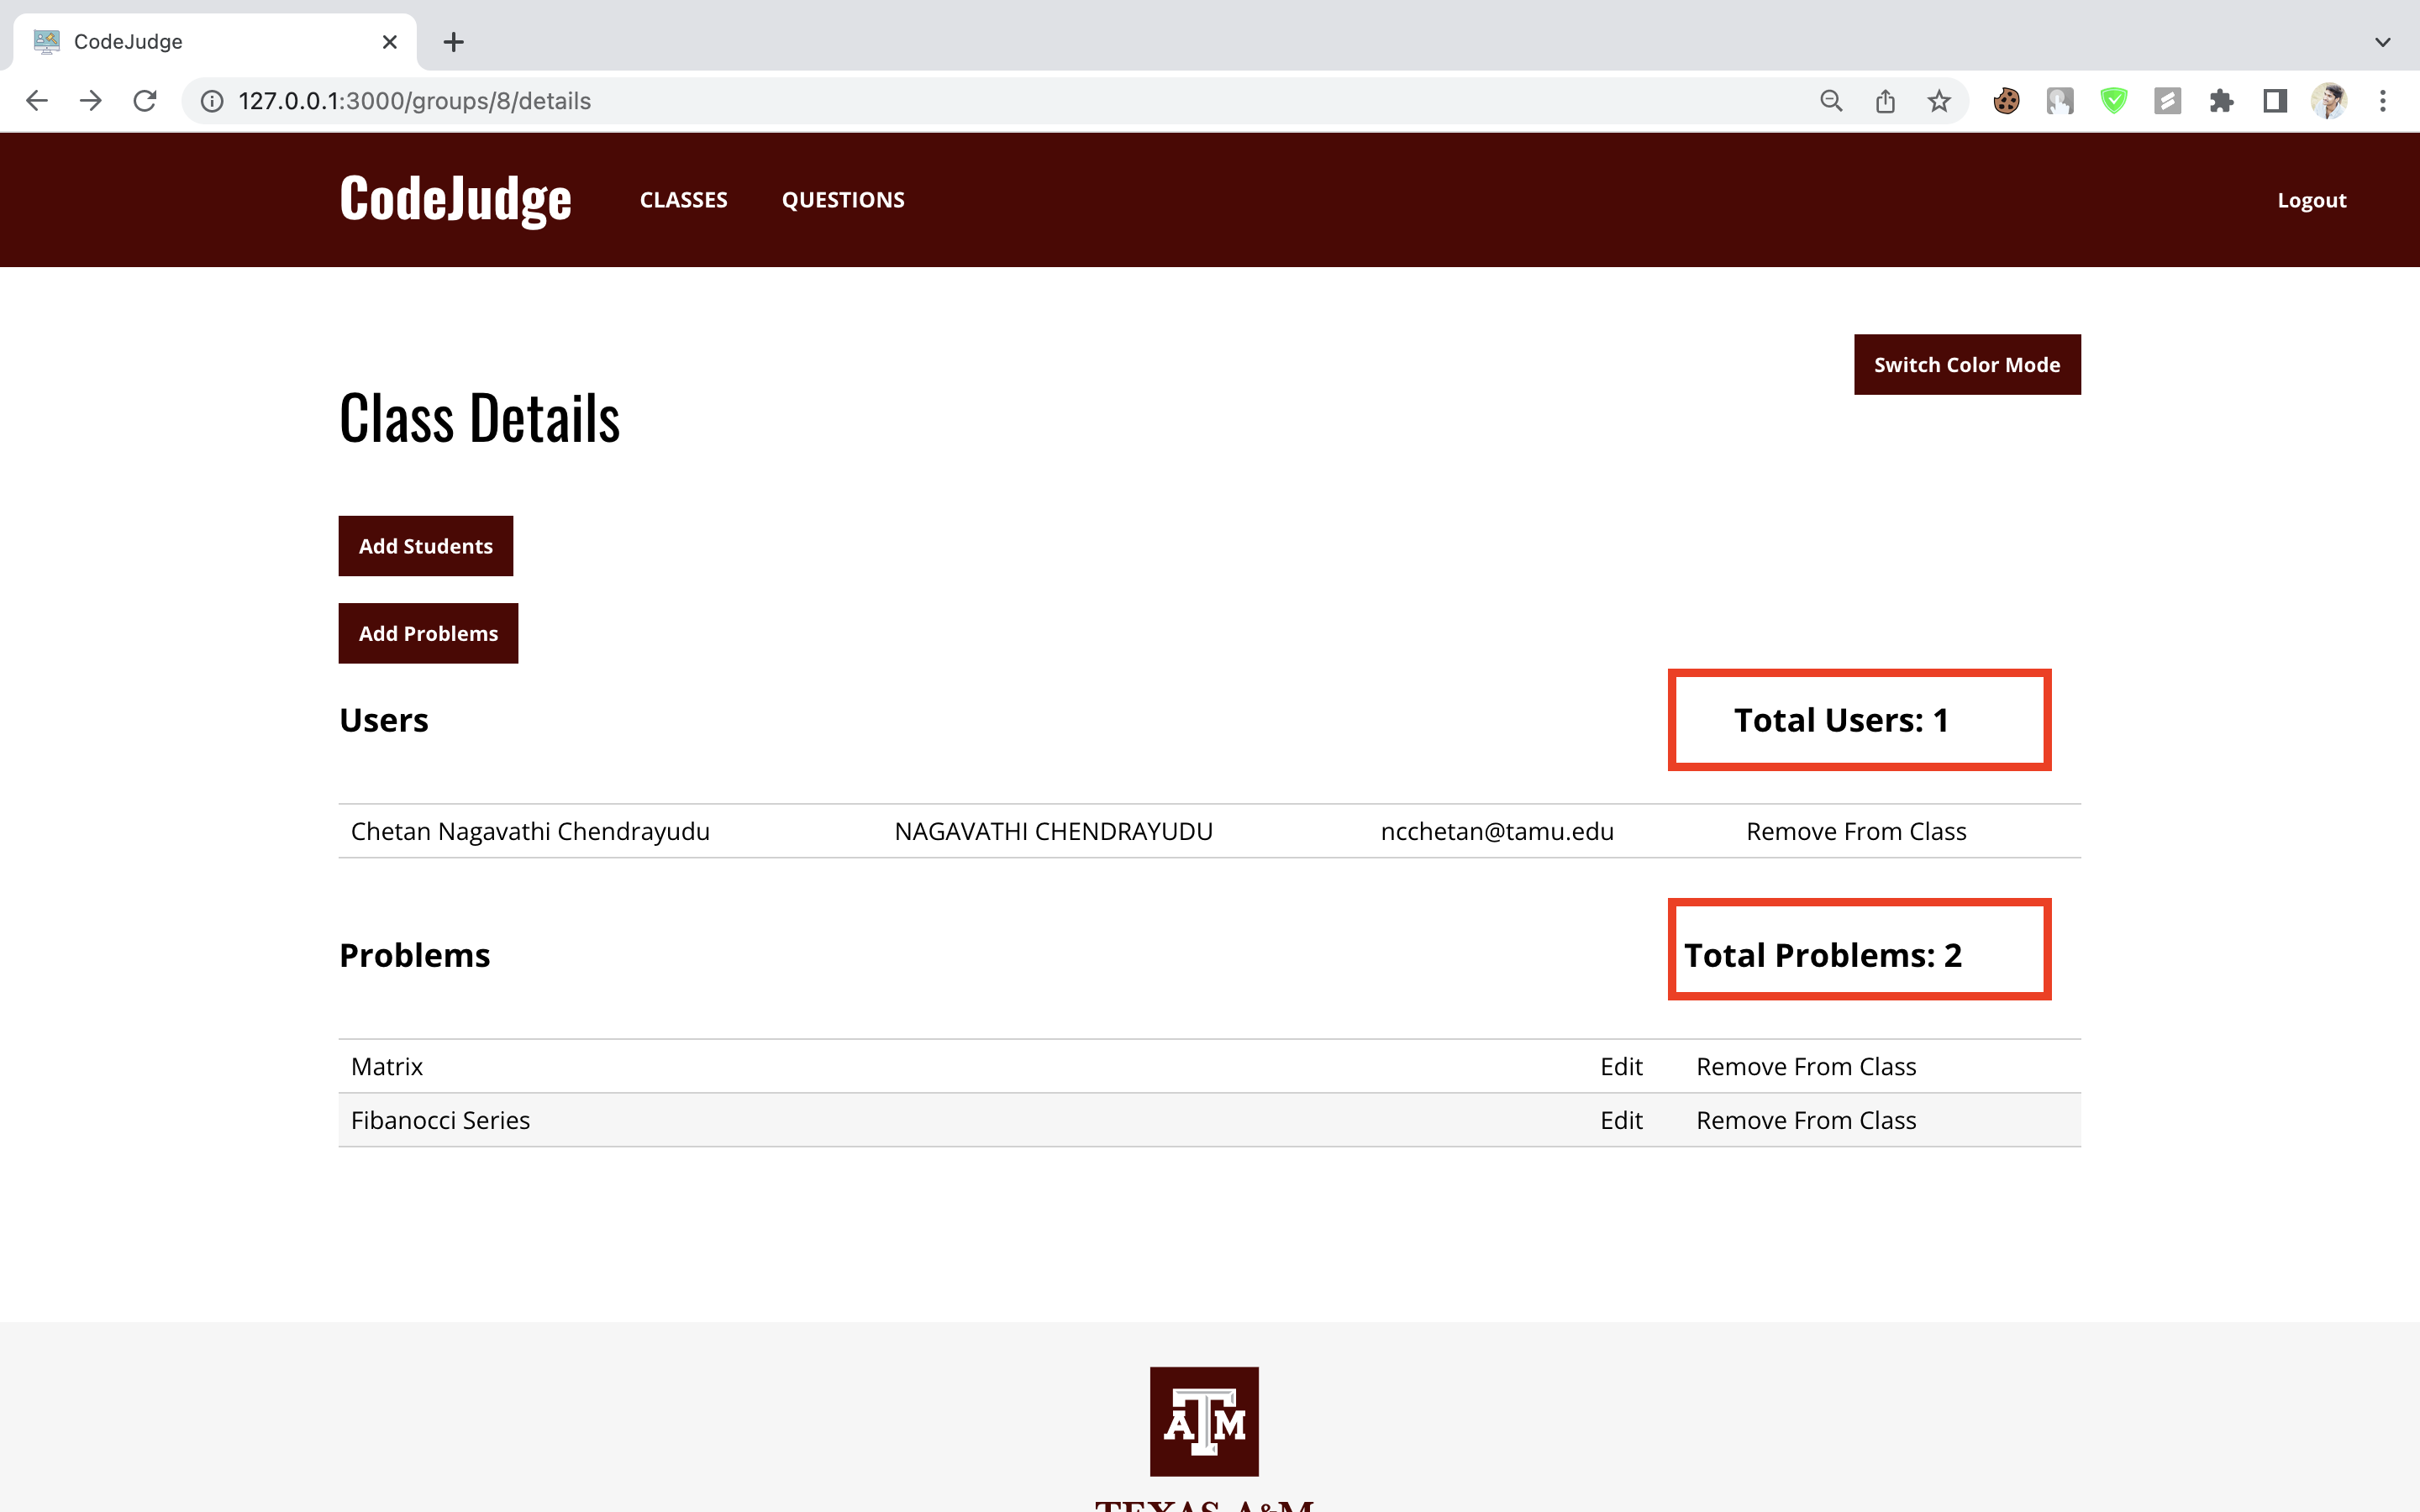 CodeJudge
127.0.0.1:3000/groups/8/details
CodeJudge CLASSES QUESTIONS Logout
Switch Color Mode
Class Details
Add Students
Add Problems
Users Total Users: 1
Chetan Nagavathi Chendrayudu NAGAVATHI CHENDRAYUDU ncchetan@tamu.edu Remove From Class
Problems Total Problems: 2
Matrix Edit Remove From Class
Fibanocci Series Edit Remove From Class
ATM
TEXAS A&M